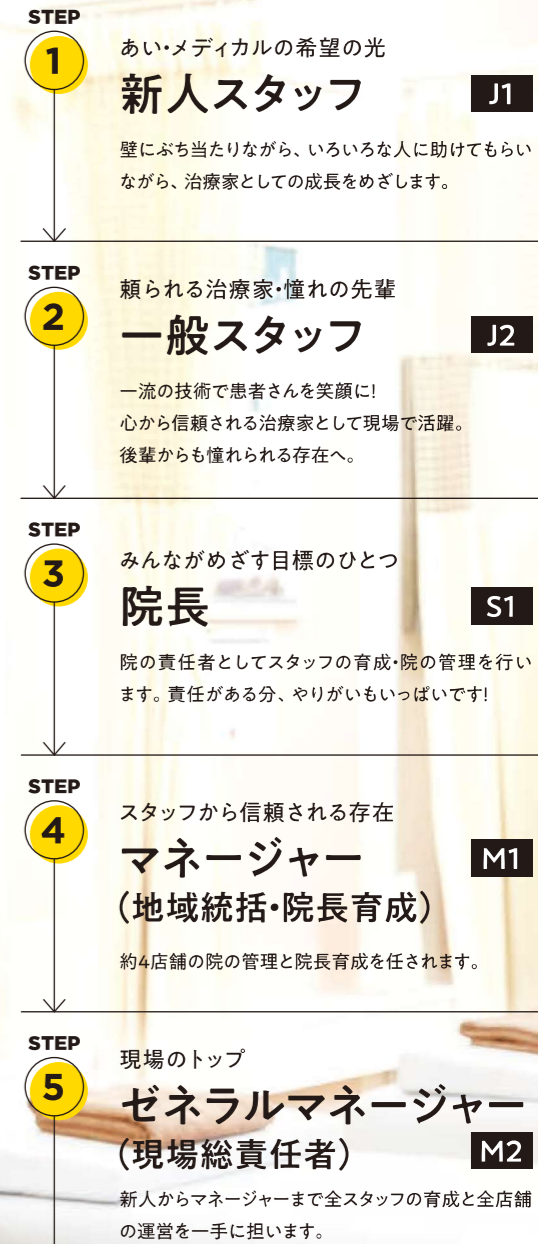 STEP
1
あい・メディカルの希望の光
新人スタッフ
J1
壁にぶち当たりながら、いろいろな人に助けてもらい
ながら、治療家としての成長をめざします。
STEP
2
頼られる治療家・憧れの先輩
一般スタッフ
J2
一流の技術で患者さんを笑顔に!
心から信頼される治療家として現場で活躍。
後輩からも憧れられる存在へ。
STEP
3
みんながめざす目標のひとつ
院長
S1
院の責任者としてスタッフの育成・院の管理を行い
ます。責任がある分、やりがいもいっぱいです!
STEP
4
スタッフから信頼される存在
マネージャー
M1
（地域統括・院長育成）
約4店舗の院の管理と院長育成を任されます。
STEP
5
現場のトップ
ゼネラルマネージャー
（現場総責任者）
M2
新人からマネージャーまで全スタッフの育成と全店舗
の運営を一手に担います。